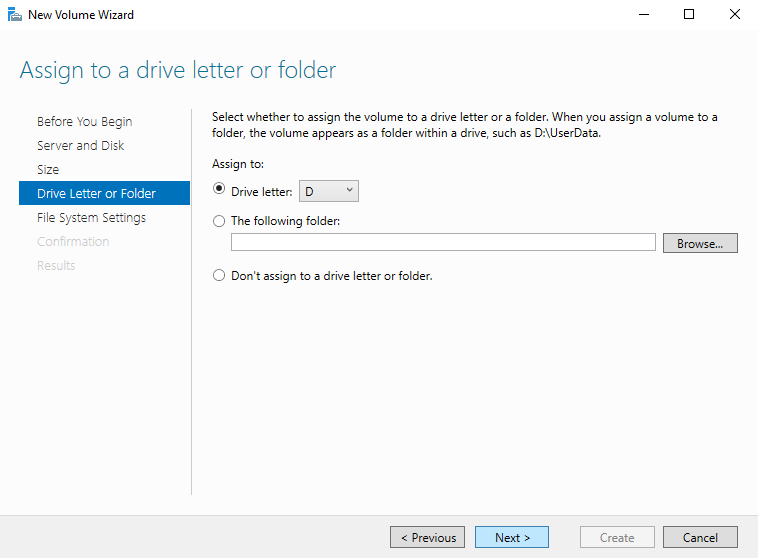 New Volume Wizard
Assign to a drive letter or folder
Before You Begin
Server and Disk
Size
Drive Letter or Folder
File System Settings
Confirmation
Results
Select whether to assign the volume to a drive letter or a folder. When you assign a volume to a
folder, the volume appears as a folder within a drive, such as D:\UserData.
Assign to:
Drive letter: D
The following folder:
Browse...
Don't assign to a drive letter or folder.
< Previous Next > Create Cancel